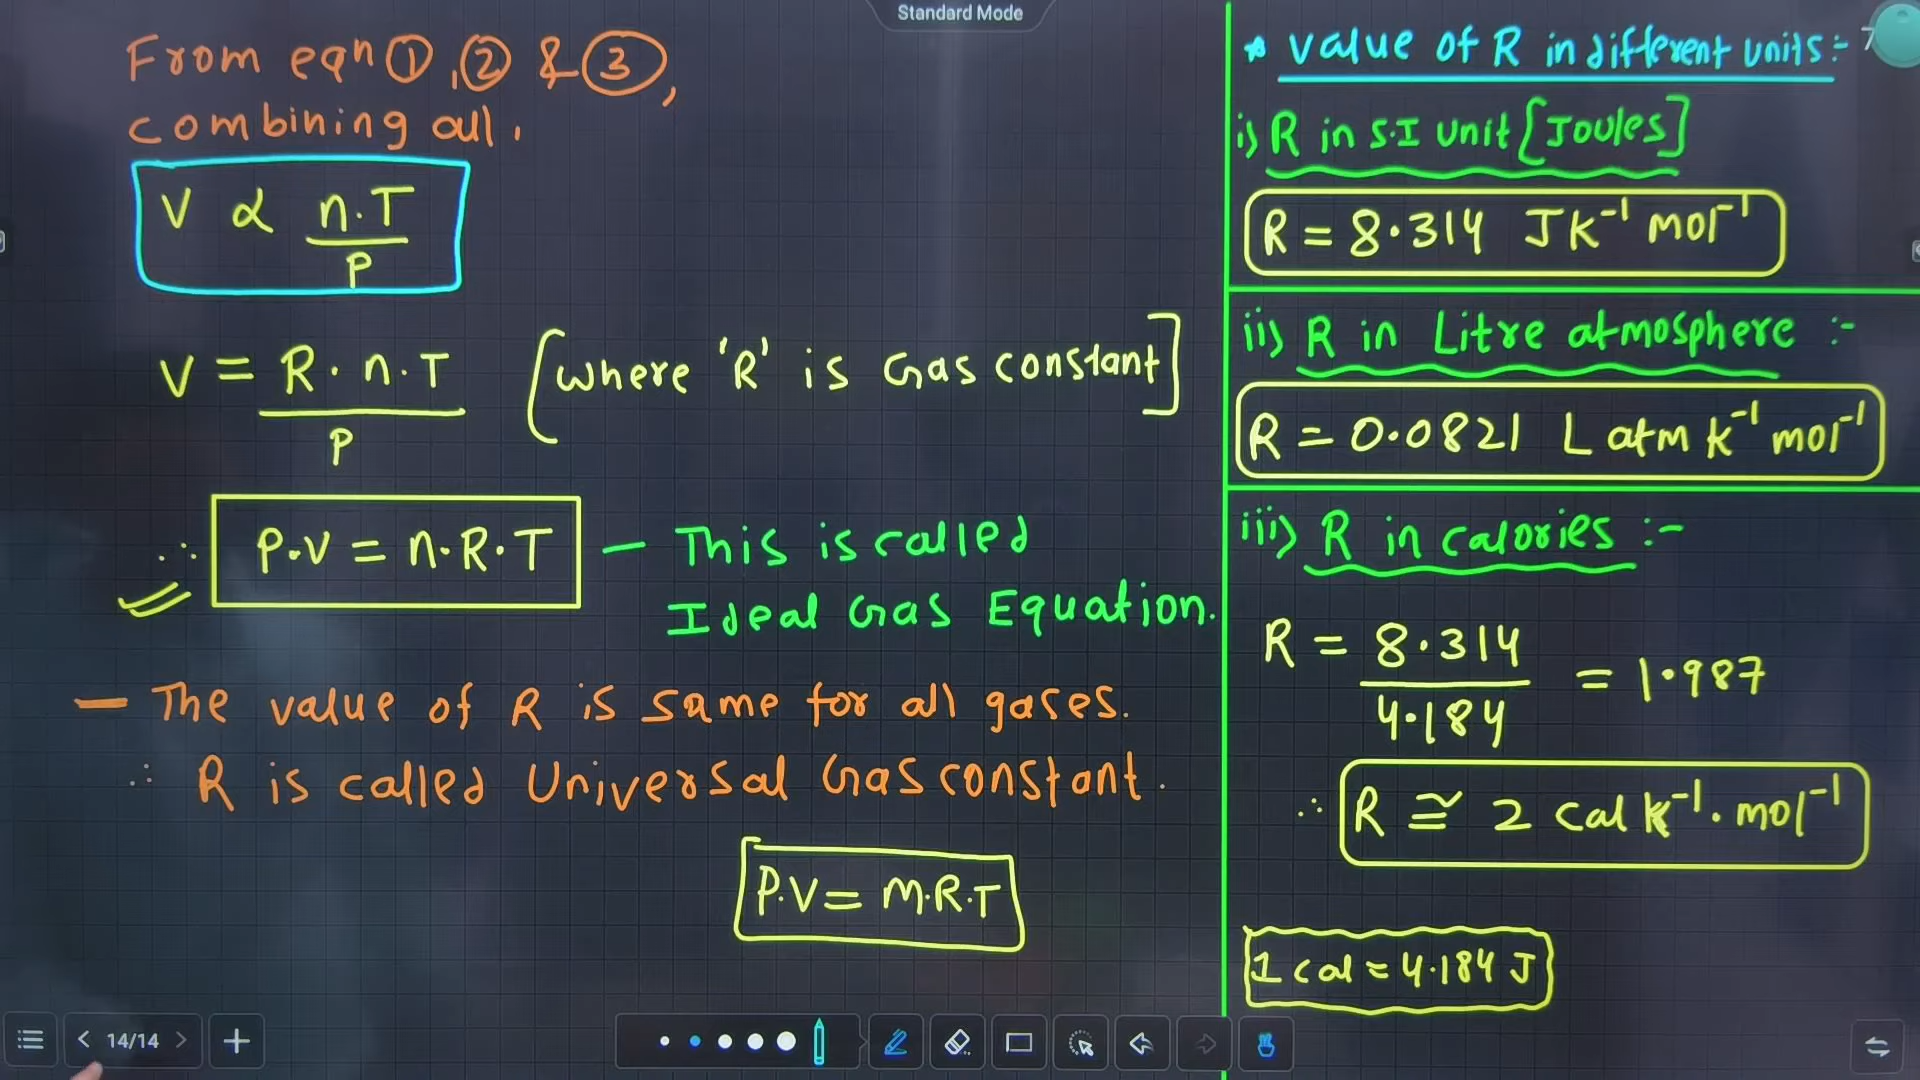 Standard Mode
From eqn ①, ② & ③,
combining all.
V ∝ n.T / P
V = R.n.T / P [Where 'R' is Gas constant]
∴ P.V = n.R.T — This is called
Ideal Gas Equation.
— The value of R is same for all gases.
∴ R is called Universal Gas constant.
P.V = M.R.T
14/14
* value of R in different units :- 7
i) R in S.I unit [Joules]
R = 8.314 JK⁻¹ mol⁻¹
ii) R in Litre atmosphere :-
R = 0.0821 L atm k⁻¹ mol⁻¹
iii) R in calories :-
R = 8.314 / 4.184 = 1.987
∴ R ≅ 2 cal k⁻¹. mol⁻¹
1 cal = 4.184 J